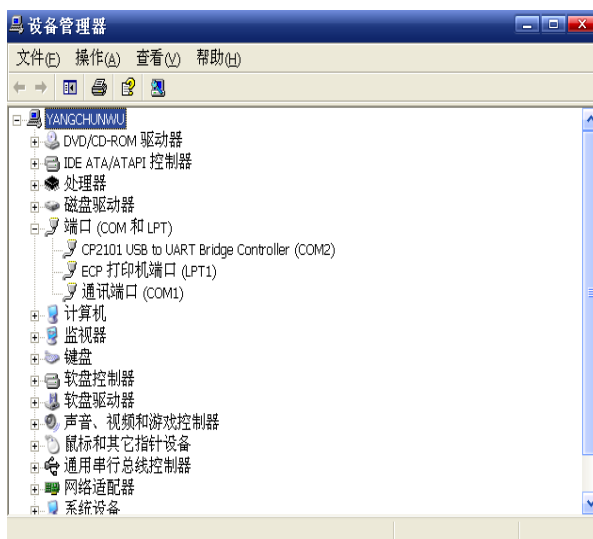 设备管理器
文件(F) 操作(A) 查看(V) 帮助(H)
YANGCHUNWU
DVD/CD-ROM 驱动器
IDE ATA/ATAPI 控制器
处理器
磁盘驱动器
端口 (COM 和 LPT)
CP2101 USB to UART Bridge Controller (COM2)
ECP 打印机端口 (LPT1)
通讯端口 (COM1)
计算机
监视器
键盘
软盘控制器
软盘驱动器
声音、视频和游戏控制器
鼠标和其它指针设备
通用串行总线控制器
网络适配器
系统设备